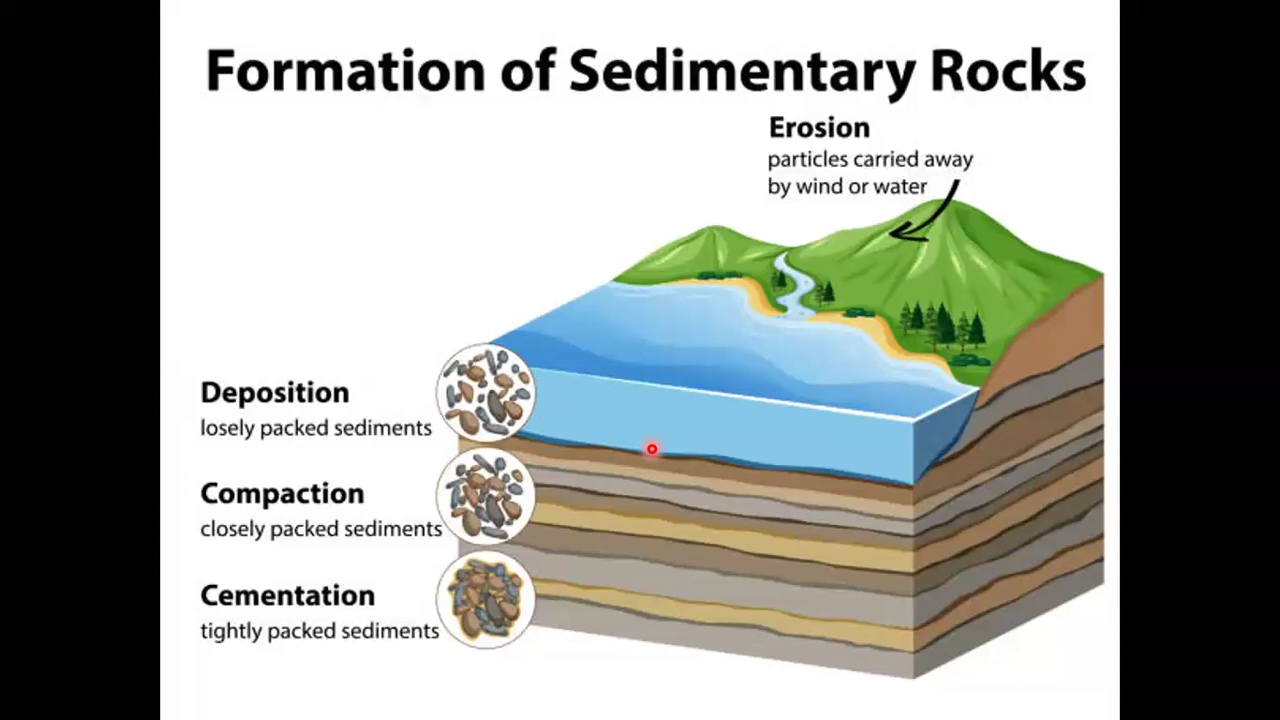 Formation of Sedimentary Rocks
Erosion
particles carried away
by wind or water
Deposition
losely packed sediments
Compaction
closely packed sediments
Cementation
tightly packed sediments